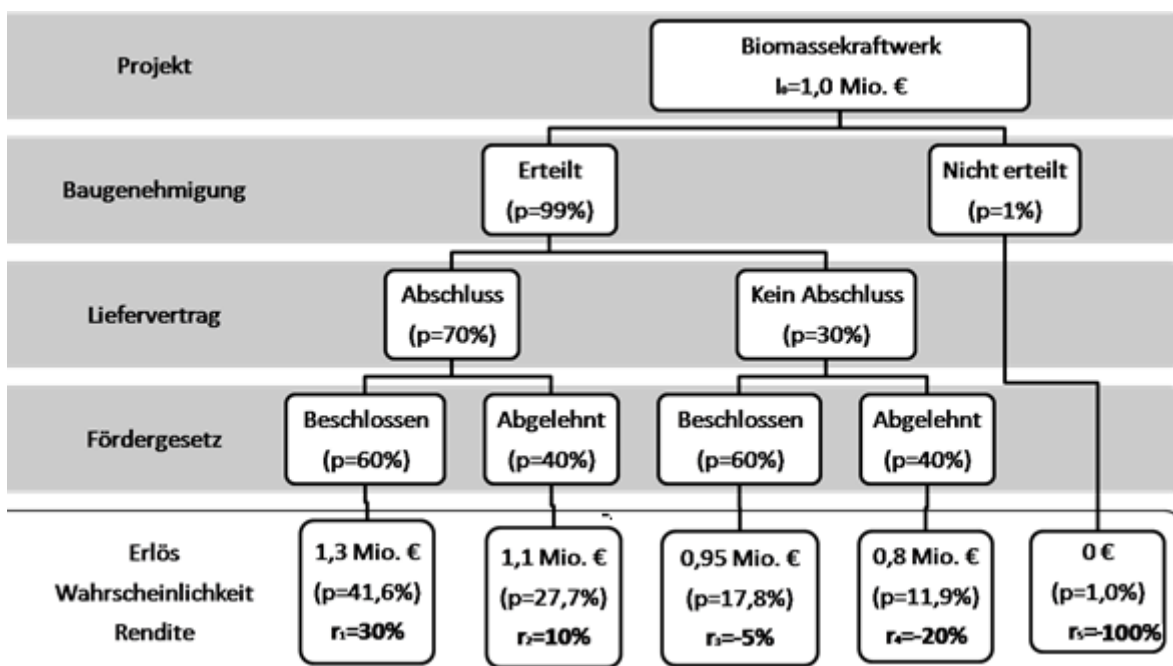 Projekt
Biomassekraftwerk
I₀=1,0 Mio. €
Baugenehmigung
Erteilt
(p=99%)
Nicht erteilt
(p=1%)
Liefervertrag
Abschluss
(p=70%)
Kein Abschluss
(p=30%)
Fördergesetz
Beschlossen
(p=60%)
Abgelehnt
(p=40%)
Beschlossen
(p=60%)
Abgelehnt
(p=40%)
Erlös
Wahrscheinlichkeit
Rendite
1,3 Mio. €
(p=41,6%)
r₁=30%
1,1 Mio. €
(p=27,7%)
r₂=10%
0,95 Mio. €
(p=17,8%)
r₃=-5%
0,8 Mio. €
(p=11,9%)
r₄=-20%
0 €
(p=1,0%)
r₅=-100%